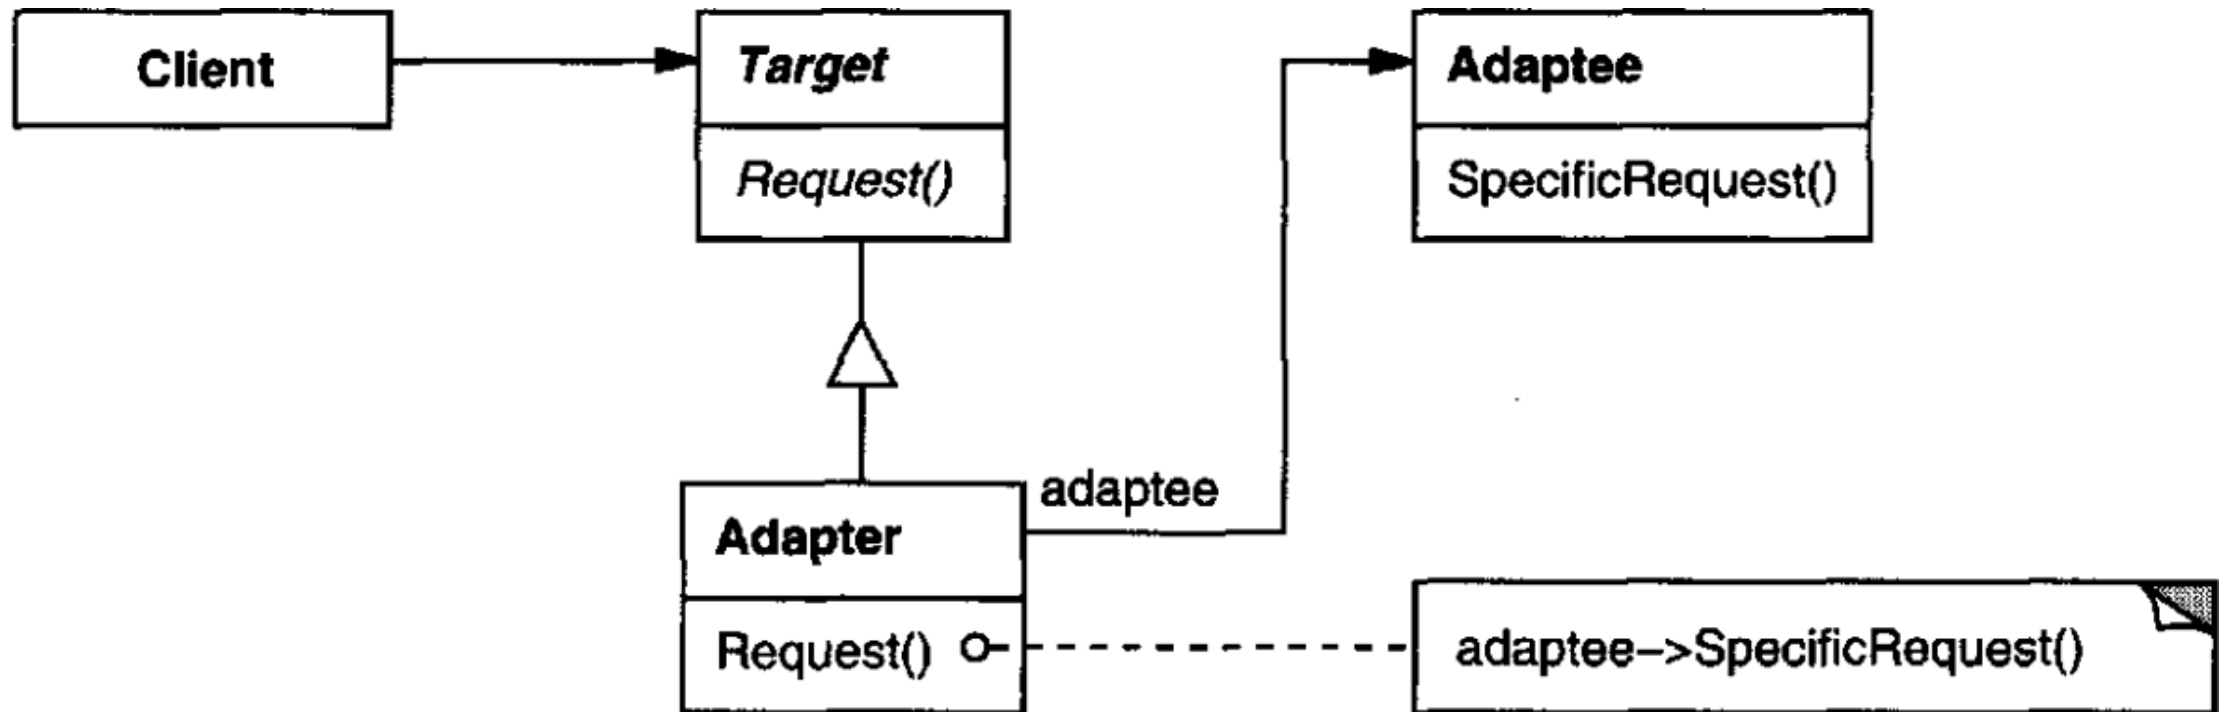 Client
Target
Request()
Adaptee
SpecificRequest()
adaptee
Adapter
Request()
adaptee–>SpecificRequest()